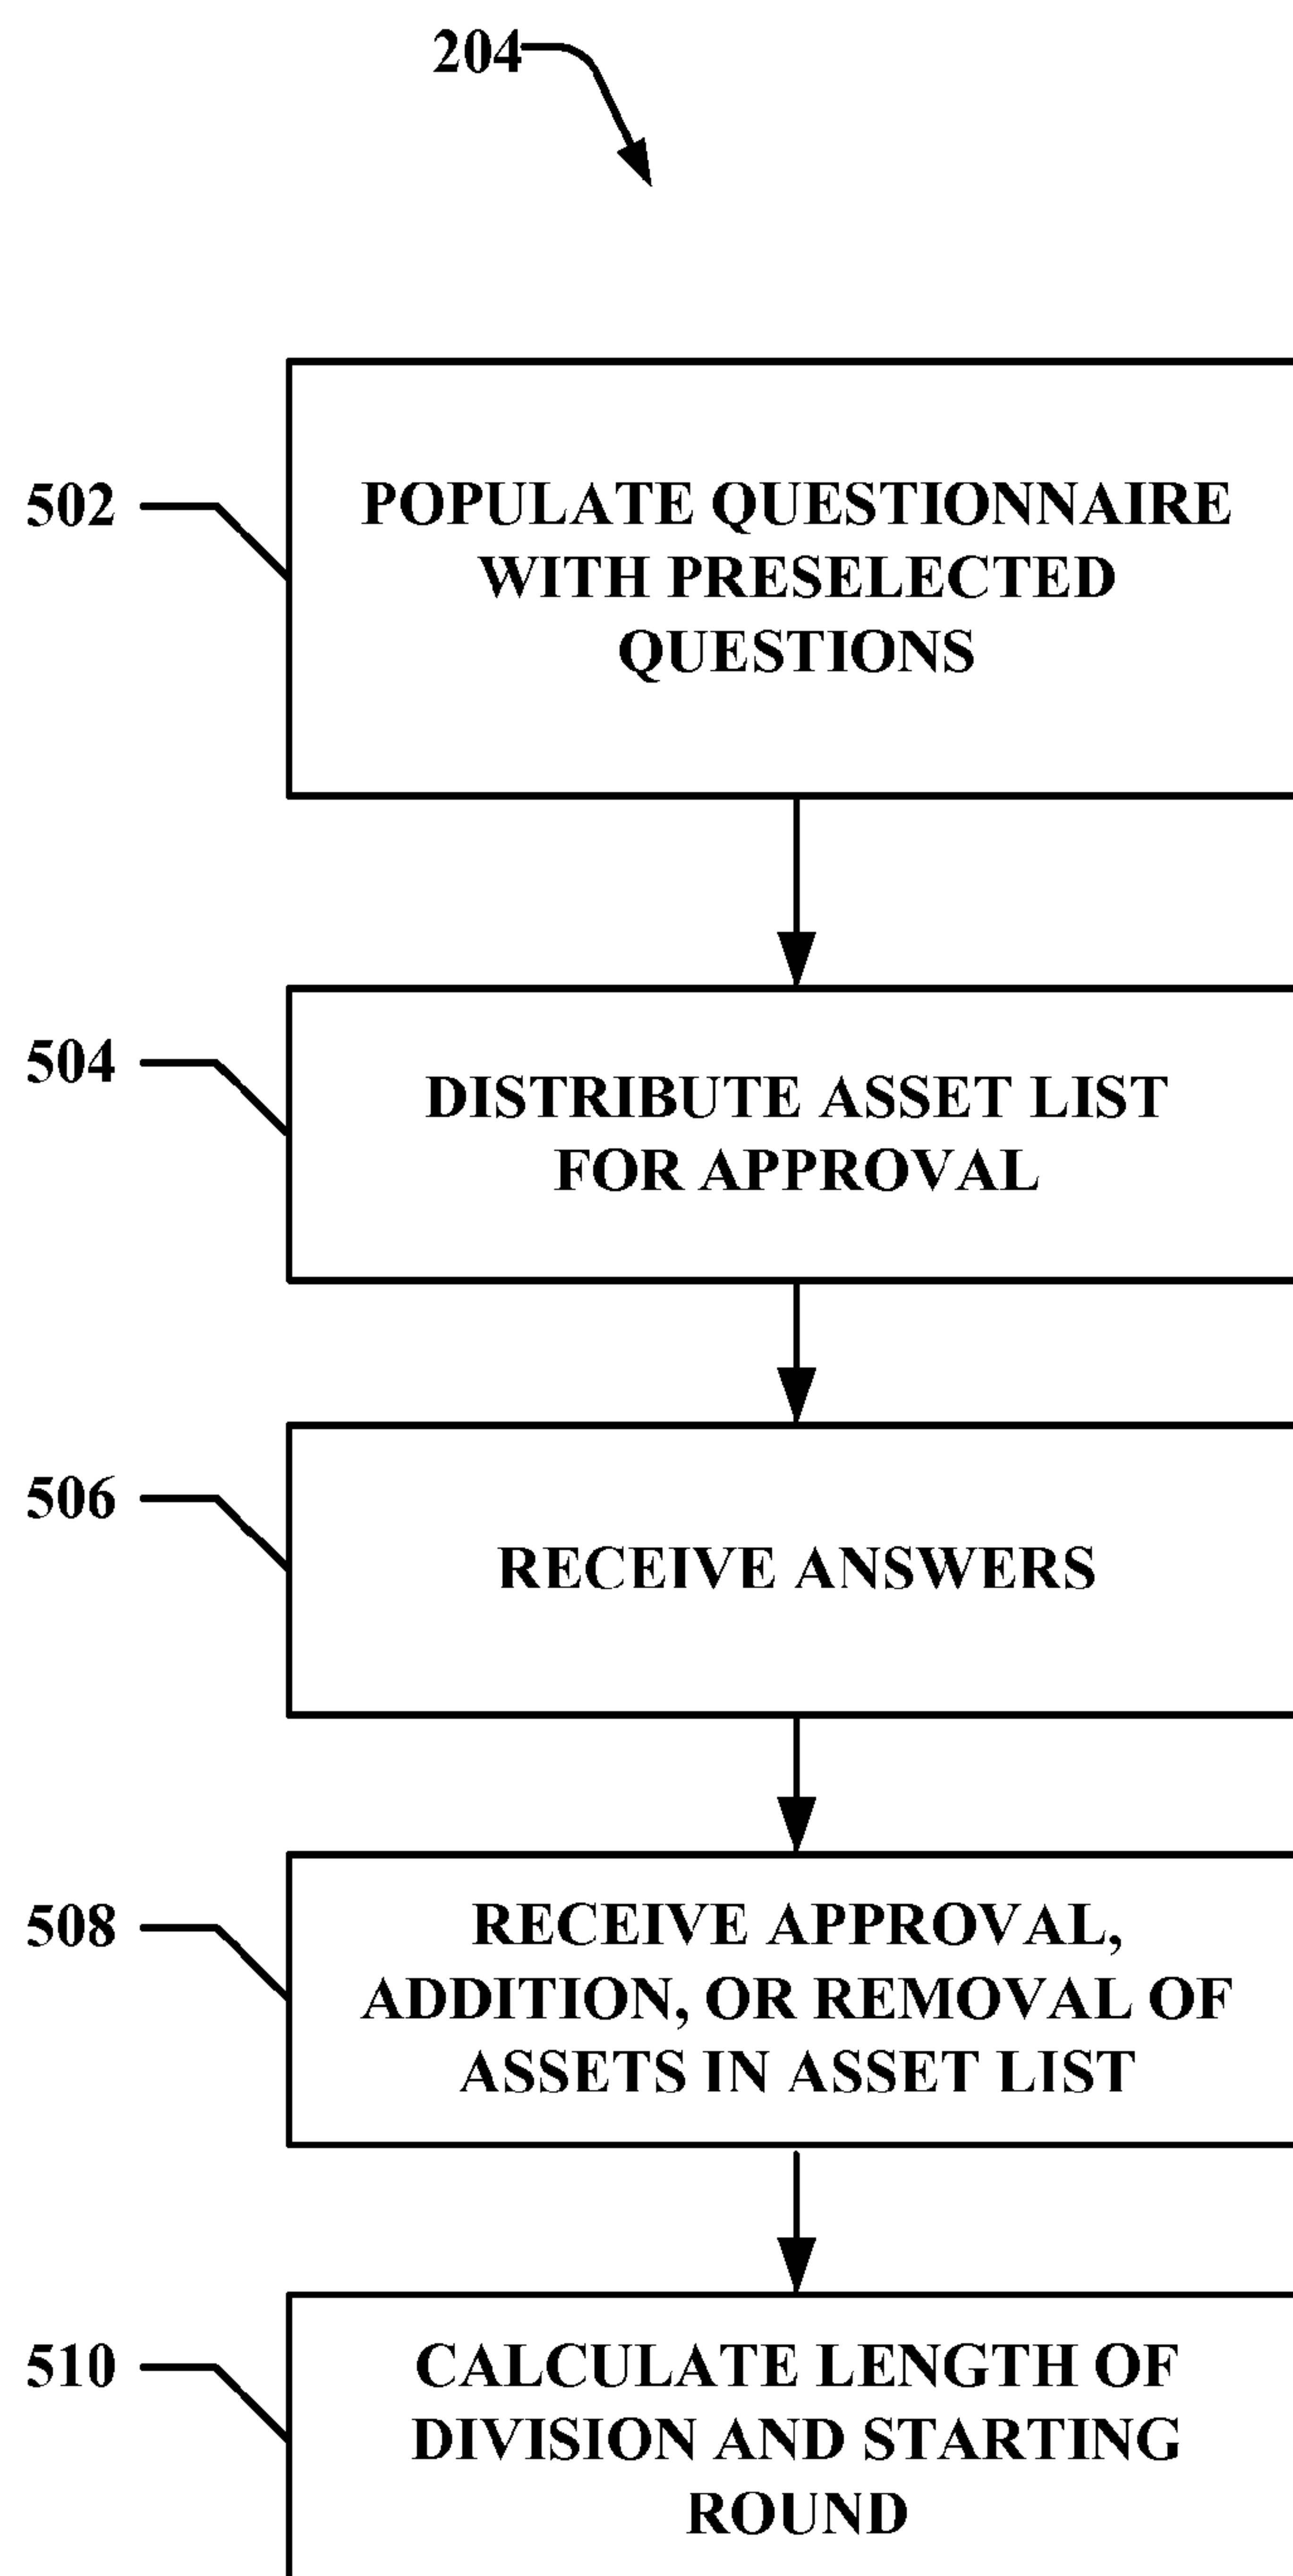 204
502
POPULATE QUESTIONNAIRE
WITH PRESELECTED
QUESTIONS
504
DISTRIBUTE ASSET LIST
FOR APPROVAL
506
RECEIVE ANSWERS
508
RECEIVE APPROVAL,
ADDITION, OR REMOVAL OF
ASSETS IN ASSET LIST
510
CALCULATE LENGTH OF
DIVISION AND STARTING
ROUND